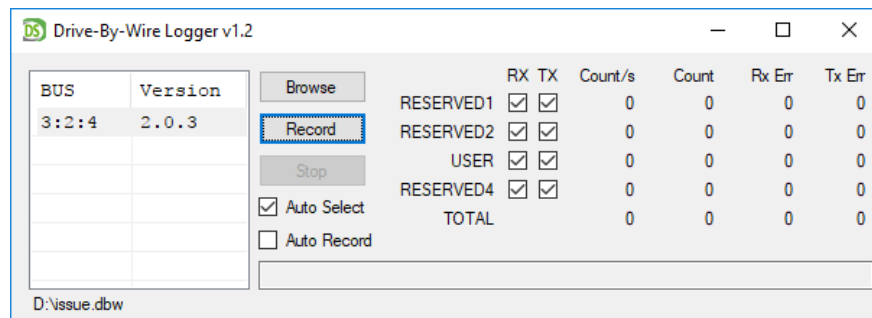 DS Drive-By-Wire Logger v1.2
BUS Version
3:2:4 2.0.3
Browse
Record
Stop
Auto Select
Auto Record
RX TX Count/s Count Rx Err Tx Err
RESERVED1 0 0 0 0
RESERVED2 0 0 0 0
USER 0 0 0 0
RESERVED4 0 0 0 0
TOTAL 0 0 0 0
D:\issue.dbw